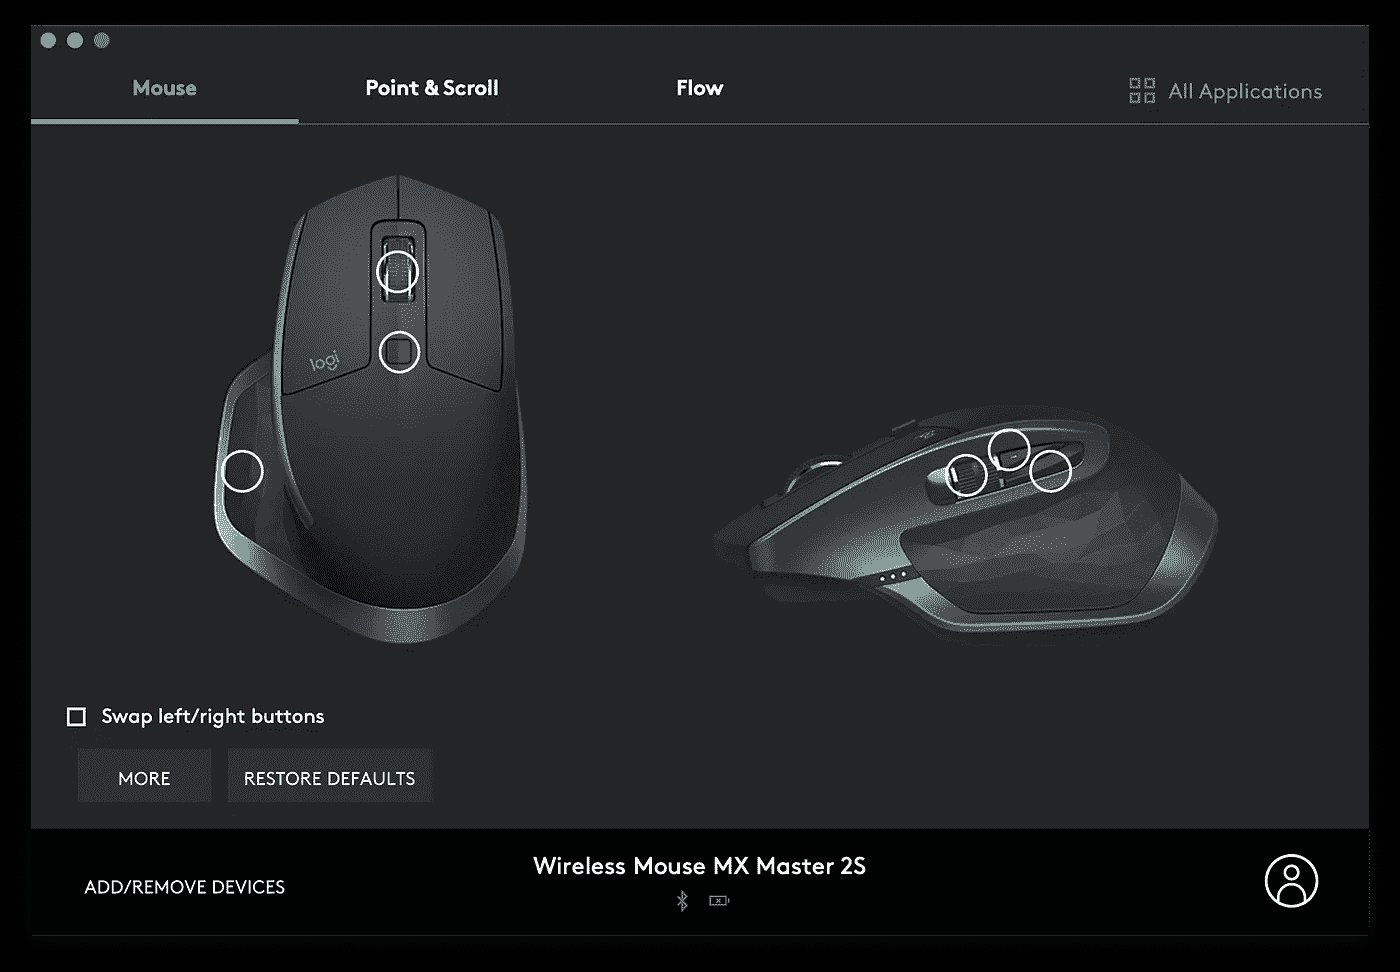 Mouse
Point & Scroll
Flow
All Applications
logi
Swap left/right buttons
MORE
RESTORE DEFAULTS
ADD/REMOVE DEVICES
Wireless Mouse MX Master 2S